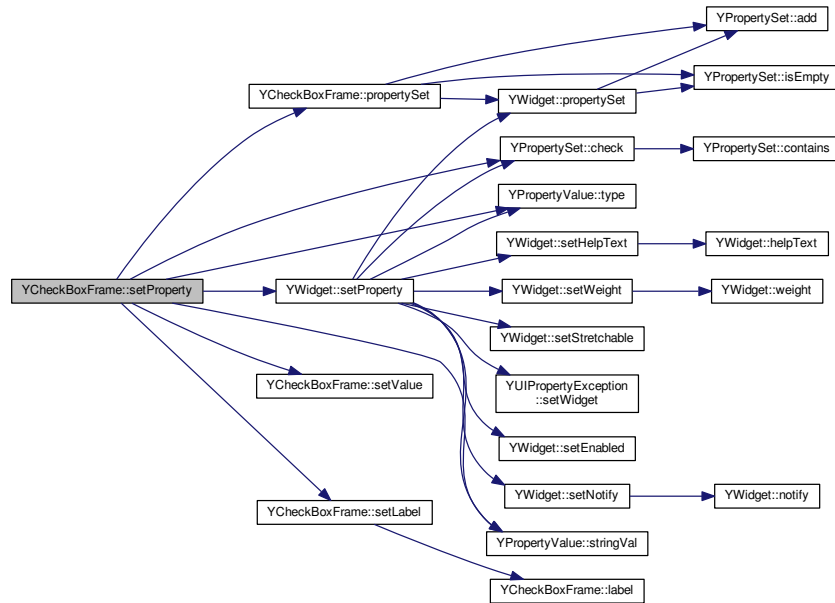 YPropertySet::add
YPropertySet::isEmpty
YCheckBoxFrame::propertySet
YWidget::propertySet
YPropertySet::check
YPropertySet::contains
YPropertyValue::type
YWidget::setHelpText
YWidget::helpText
YCheckBoxFrame::setProperty
YWidget::setProperty
YWidget::setWeight
YWidget::weight
YWidget::setStretchable
YCheckBoxFrame::setValue
YUIPropertyException
::setWidget
YWidget::setEnabled
YWidget::setNotify
YWidget::notify
YCheckBoxFrame::setLabel
YPropertyValue::stringVal
YCheckBoxFrame::label